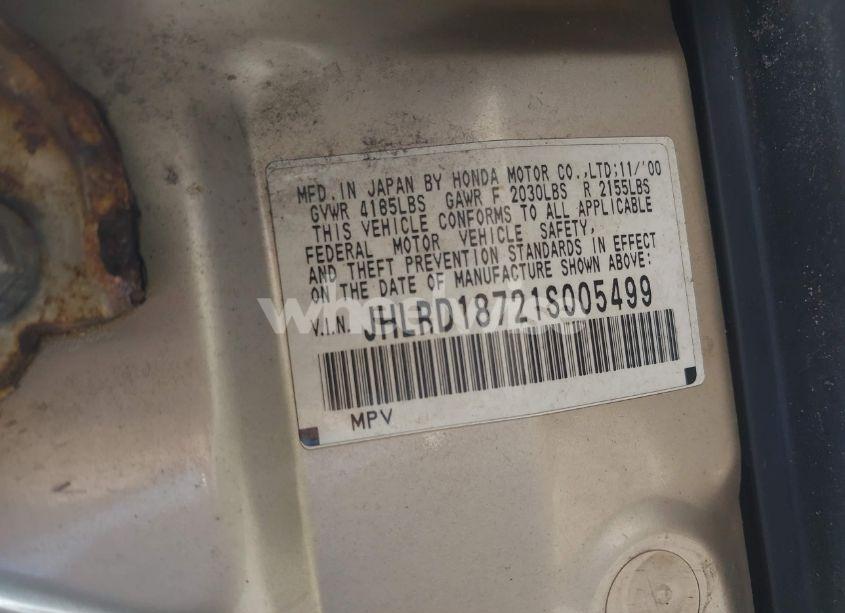 MFD. IN JAPAN BY HONDA MOTOR CO.,LTD;11/'00
GVWR 4185LBS GAWR F 2030LBS R 2155LBS
THIS VEHICLE CONFORMS TO ALL APPLICABLE
FEDERAL MOTOR VEHICLE SAFETY,
AND THEFT PREVENTION STANDARDS IN EFFECT
ON THE DATE OF MANUFACTURE SHOWN ABOVE:
V.I.N. JHLRD18721S005499
MPV